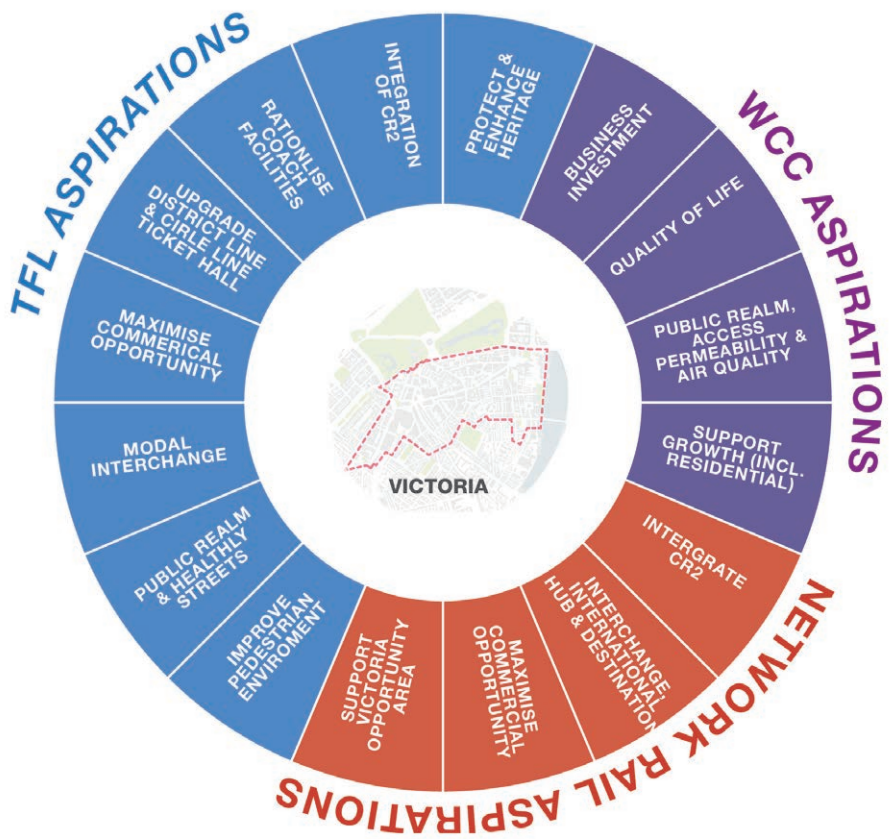 TFL ASPIRATIONS
PROTECT &
ENHANCE
HERITAGE
INTEGRATION
OF CR2
RATIONLISE
COACH
FACILITIES
UPGRADE
DISTRICT LINE
& CIRLE LINE
TICKET HALL
MAXIMISE
COMMERICAL
OPPORTUNITY
MODAL
INTERCHANGE
PUBLIC REALM
& HEALTHLY
STREETS
IMPROVE
PEDESTRIAN
ENVIROMENT
WCC ASPIRATIONS
BUSINESS
INVESTMENT
QUALITY OF LIFE
PUBLIC REALM,
ACCESS
PERMEABILITY &
AIR QUALITY
SUPPORT
GROWTH (INCL.
RESIDENTIAL)
NETWORK RAIL ASPIRATIONS
INTERGRATE
CR2
INTERCHANGE,
INTERNATIONAL
HUB & DESTINATION
MAXIMISE
COMMERCIAL
OPPORTUNITY
SUPPORT
VICTORIA
OPPORTUNITY
AREA
VICTORIA